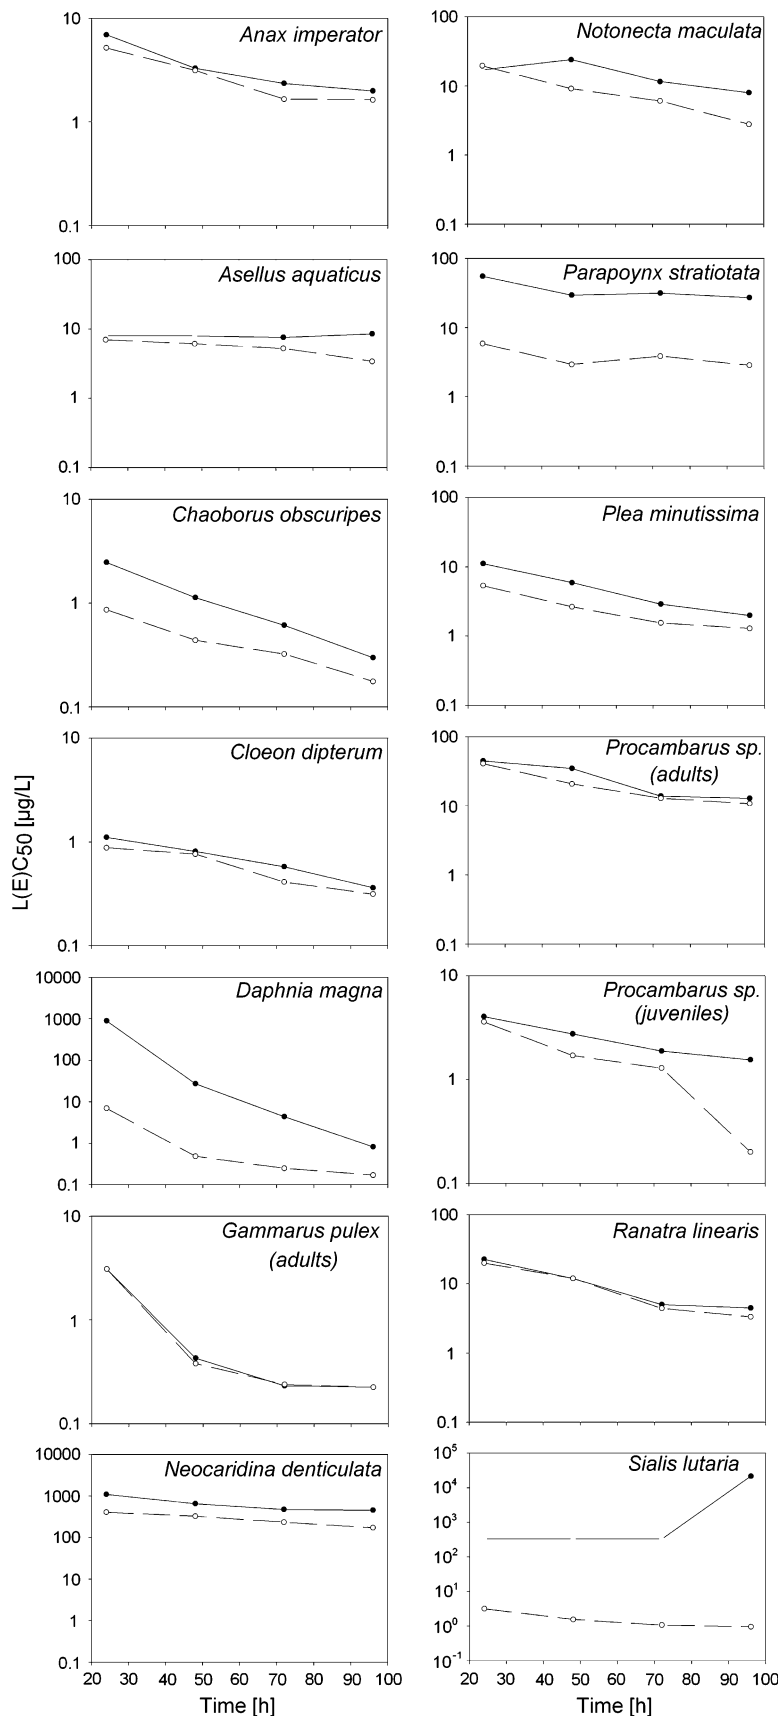 Anax imperator
10
1
0.1
Notonecta maculata
100
10
1
0.1
Asellus aquaticus
100
10
1
0.1
Parapoynx stratiotata
100
10
1
0.1
Chaoborus obscuripes
10
1
0.1
Plea minutissima
100
10
1
0.1
Cloeon dipterum
10
1
0.1
Procambarus sp.
(adults)
100
10
1
0.1
L(E)C50 [µg/L]
Daphnia magna
10000
1000
100
10
1
0.1
Procambarus sp.
(juveniles)
10
1
0.1
Gammarus pulex
(adults)
10
1
0.1
Ranatra linearis
100
10
1
0.1
Neocaridina denticulata
10000
1000
100
10
1
0.1
20 30 40 50 60 70 80 90 100
Time [h]
Sialis lutaria
10⁵
10⁴
10³
10²
10¹
10⁰
10⁻¹
20 30 40 50 60 70 80 90 100
Time [h]